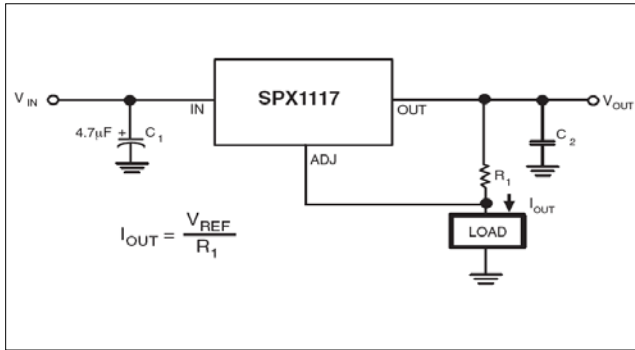 SPX1117
V IN
IN
OUT
V OUT
4.7µF + C 1
ADJ
C 2
R 1
I OUT
LOAD
I OUT = V REF / R 1